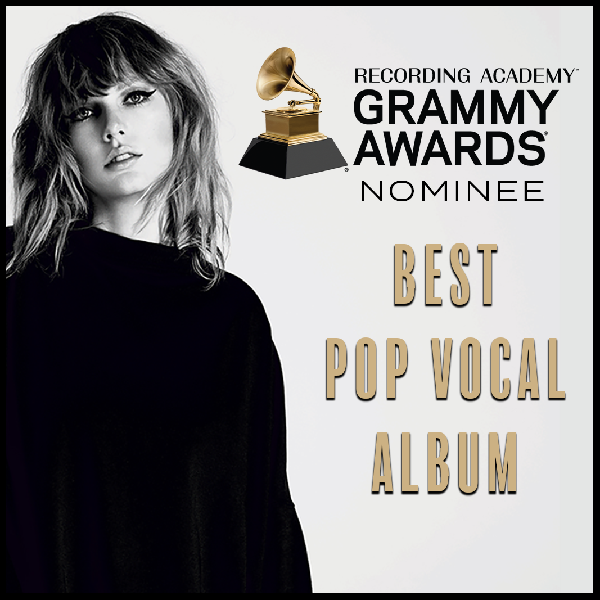 RECORDING ACADEMY™
GRAMMY
AWARDS®
NOMINEE
BEST
POP VOCAL
ALBUM